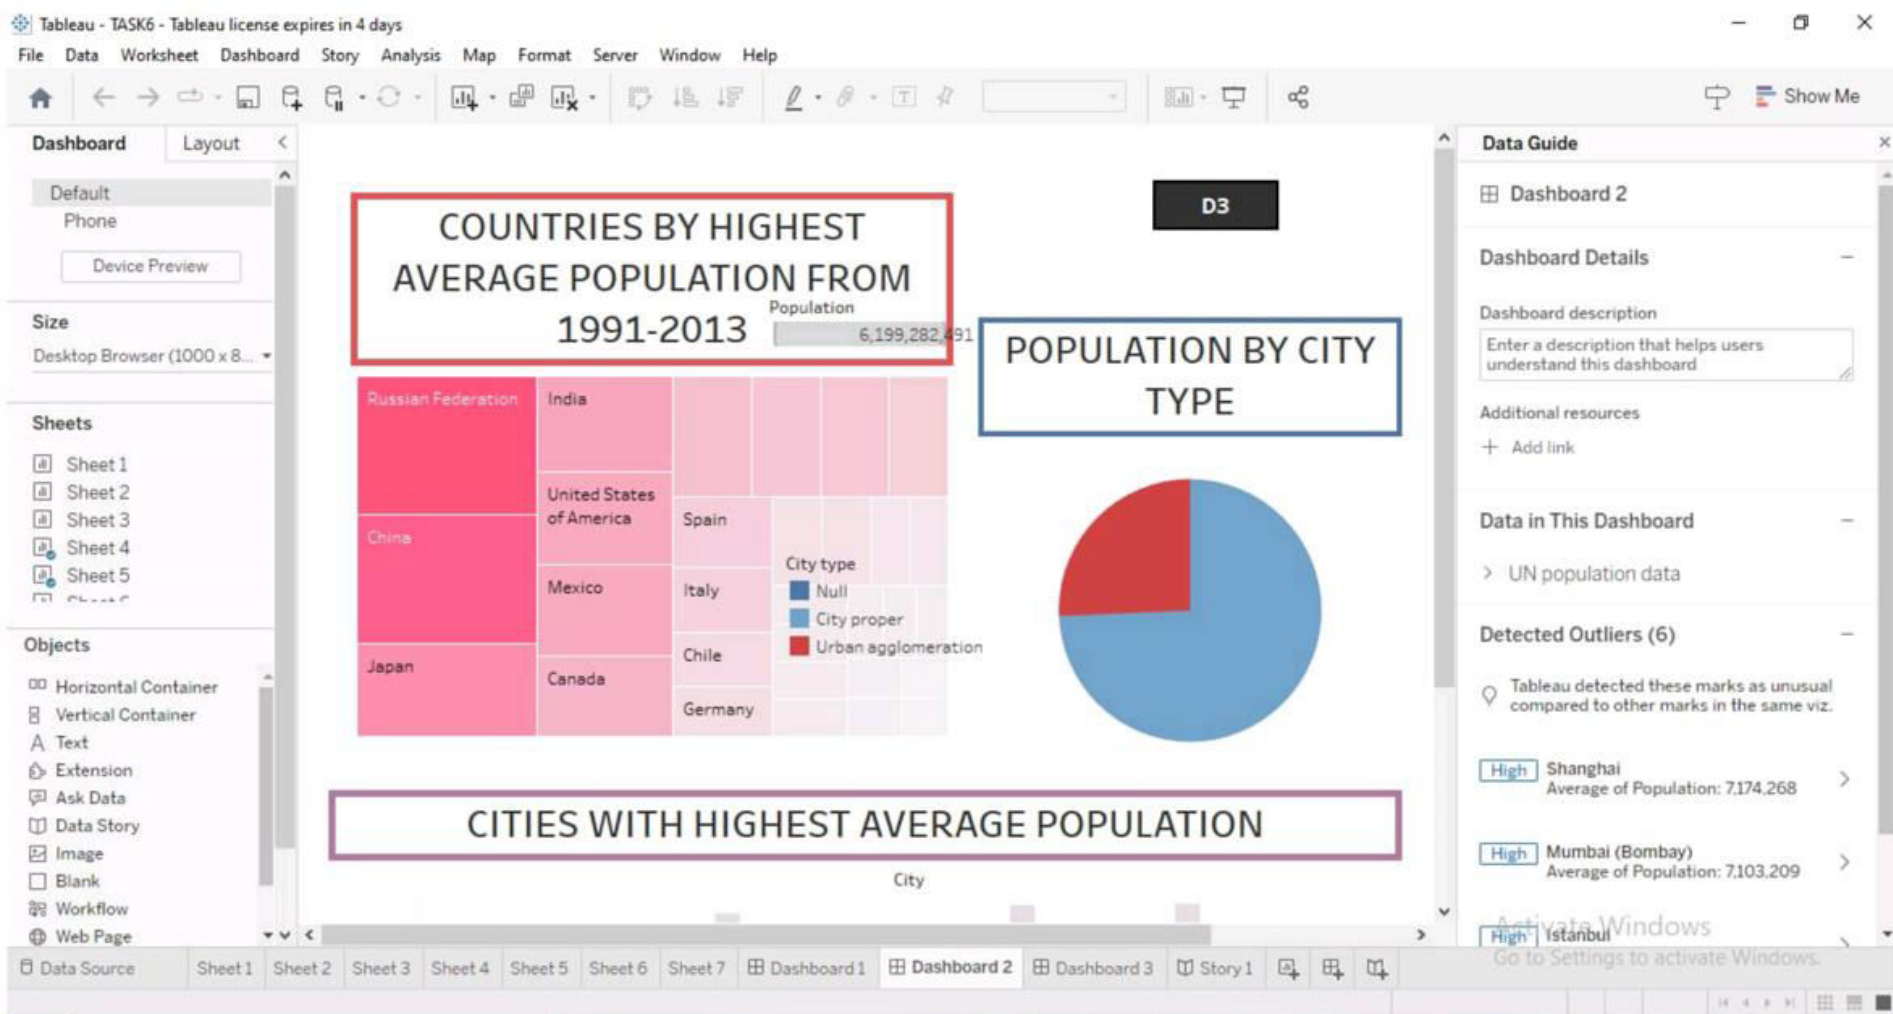 Tableau - TASK6 - Tableau license expires in 4 days
File Data Worksheet Dashboard Story Analysis Map Format Server Window Help
Show Me
Dashboard Layout
Default
Phone
Device Preview
Size
Desktop Browser (1000 x 8...
Sheets
Sheet 1
Sheet 2
Sheet 3
Sheet 4
Sheet 5
Objects
Horizontal Container
Vertical Container
Text
Extension
Ask Data
Data Story
Image
Blank
Workflow
Web Page
COUNTRIES BY HIGHEST
AVERAGE POPULATION FROM
1991-2013
Population
6,199,282,491
D3
POPULATION BY CITY
TYPE
Russian Federation
China
Japan
India
United States
of America
Mexico
Canada
Spain
Italy
Chile
Germany
City type
Null
City proper
Urban agglomeration
CITIES WITH HIGHEST AVERAGE POPULATION
City
Data Guide
Dashboard 2
Dashboard Details
Dashboard description
Enter a description that helps users
understand this dashboard
Additional resources
Add link
Data in This Dashboard
UN population data
Detected Outliers (6)
Tableau detected these marks as unusual
compared to other marks in the same viz.
High Shanghai
Average of Population: 7,174,268
High Mumbai (Bombay)
Average of Population: 7,103,209
High Istanbul
Activate Windows
Go to Settings to activate Windows.
Data Source Sheet 1 Sheet 2 Sheet 3 Sheet 4 Sheet 5 Sheet 6 Sheet 7 Dashboard 1 Dashboard 2 Dashboard 3 Story 1